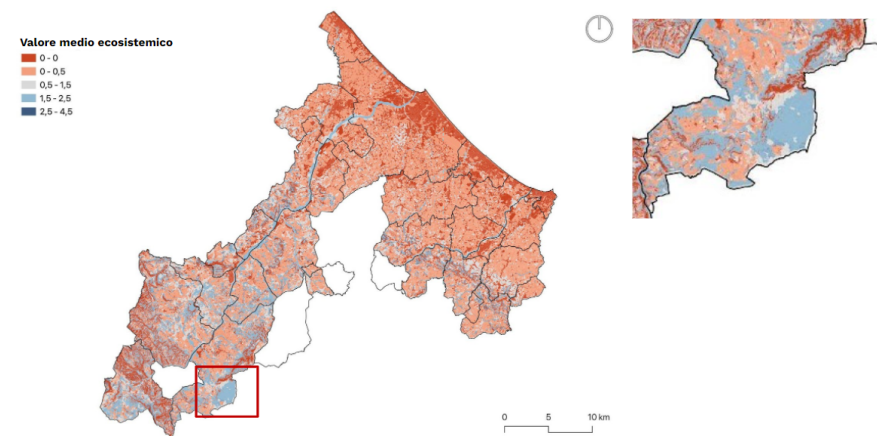 Valore medio ecosistemico
0 - 0
0 - 0,5
0,5 - 1,5
1,5 - 2,5
2,5 - 4,5
0 5 10 km